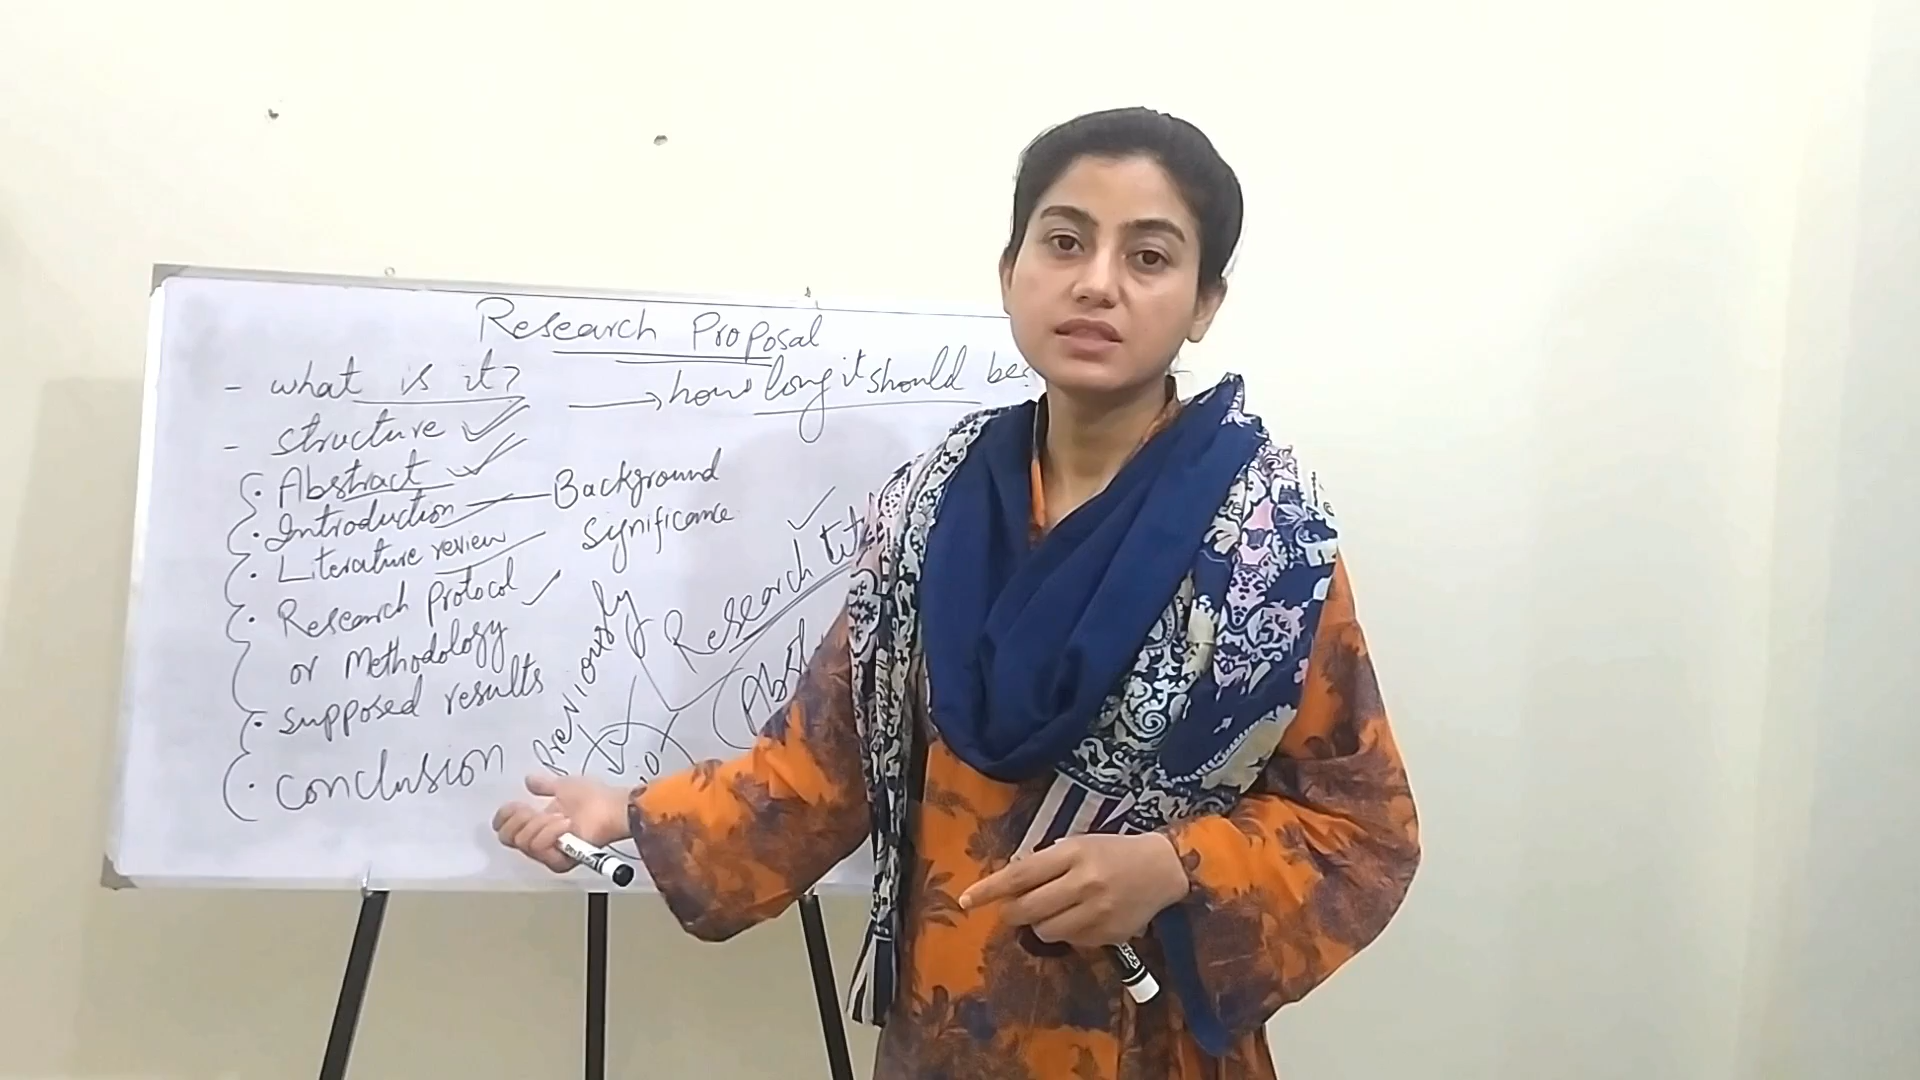 Research Proposal
- what is it?
→ how long it should be?
- structure
• Abstract
• Introduction — Background
significance
• Literature review
• Research protocol
or Methodology
• supposed results
• conclusion
previously
Research